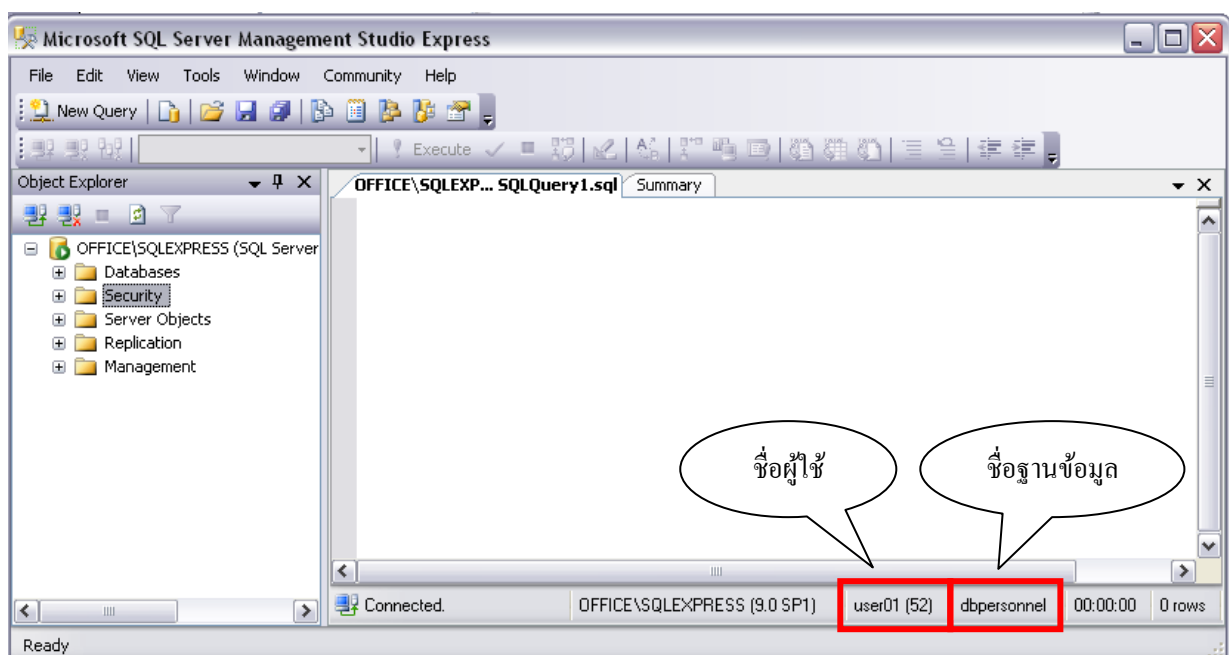 Microsoft SQL Server Management Studio Express
File Edit View Tools Window Community Help
New Query
Execute
Object Explorer
OFFICE\SQLEXP... SQLQuery1.sql Summary
OFFICE\SQLEXPRESS (SQL Server
Databases
Security
Server Objects
Replication
Management
ชื่อผู้ใช้
ชื่อฐานข้อมูล
Connected. OFFICE\SQLEXPRESS (9.0 SP1) user01 (52) dbpersonnel 00:00:00 0 rows
Ready